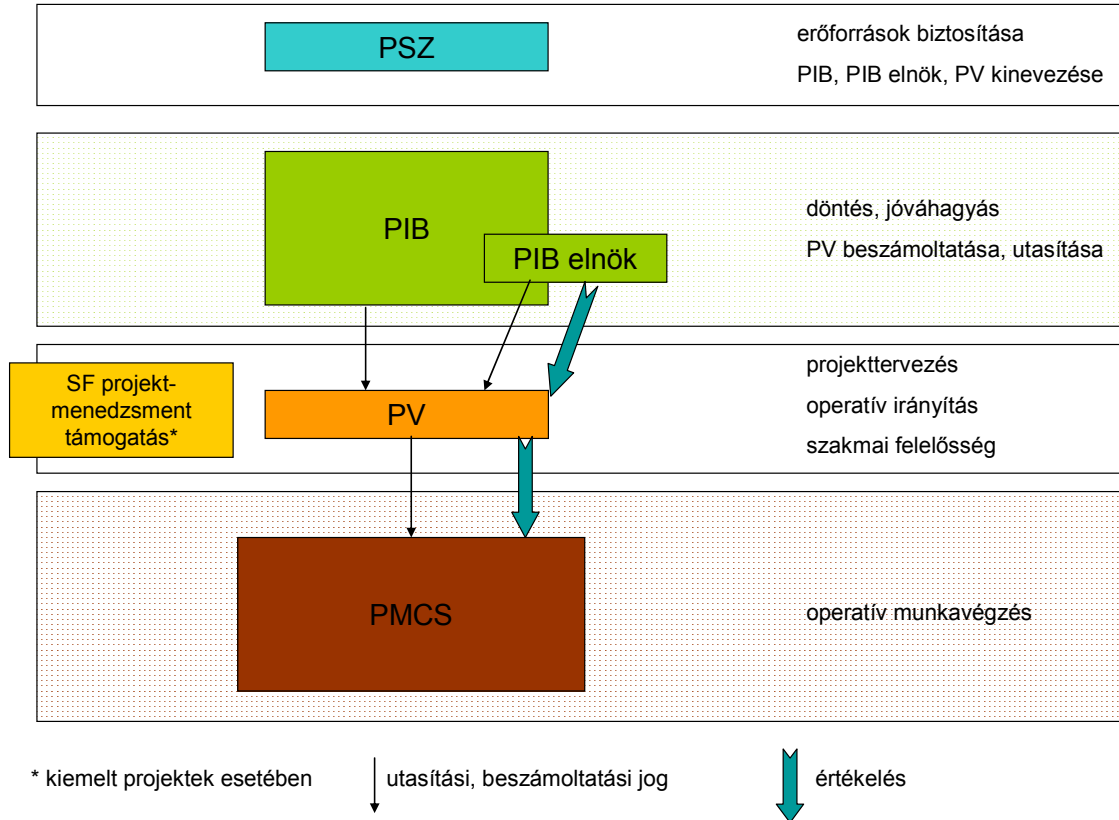 PSZ
erőforrások biztosítása
PIB, PIB elnök, PV kinevezése
PIB
PIB elnök
döntés, jóváhagyás
PV beszámoltatása, utasítása
SF projekt-
menedzsment
támogatás*
PV
projekttervezés
operatív irányítás
szakmai felelősség
PMCS
operatív munkavégzés
* kiemelt projektek esetében
utasítási, beszámoltatási jog
értékelés